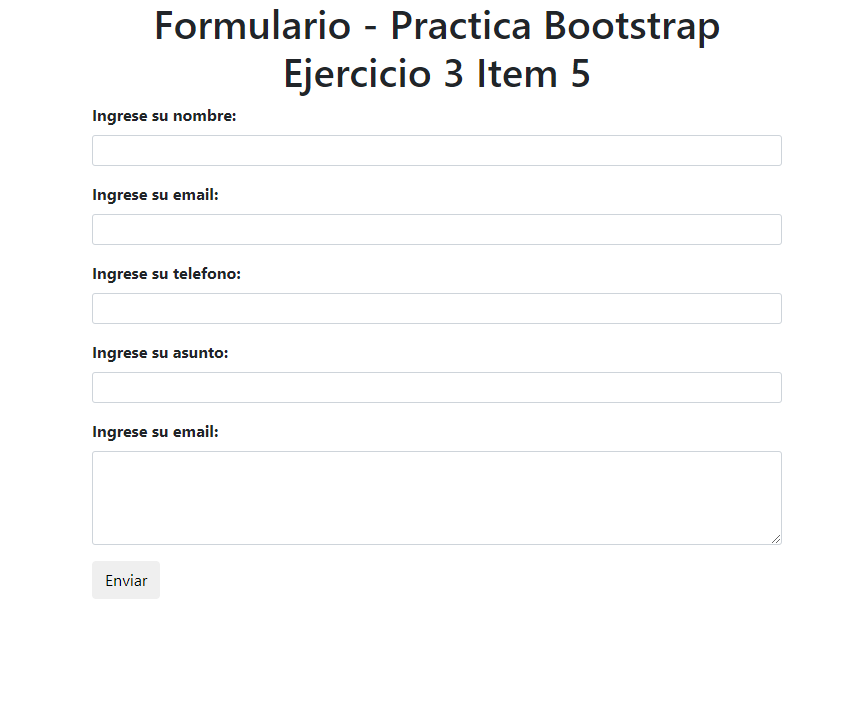 Formulario - Practica Bootstrap
Ejercicio 3 Item 5
Ingrese su nombre:
Ingrese su email:
Ingrese su telefono:
Ingrese su asunto:
Ingrese su email:
Enviar